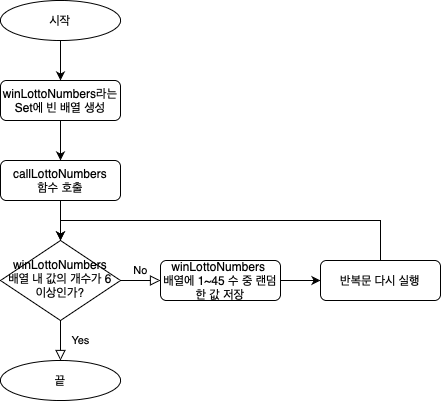 시작
winLottoNumbers라는
Set에 빈 배열 생성
callLottoNumbers
함수 호출
winLottoNumbers
배열 내 값의 개수가 6
이상인가?
No
winLottoNumbers
배열에 1~45 수 중 랜덤
한 값 저장
반복문 다시 실행
Yes
끝